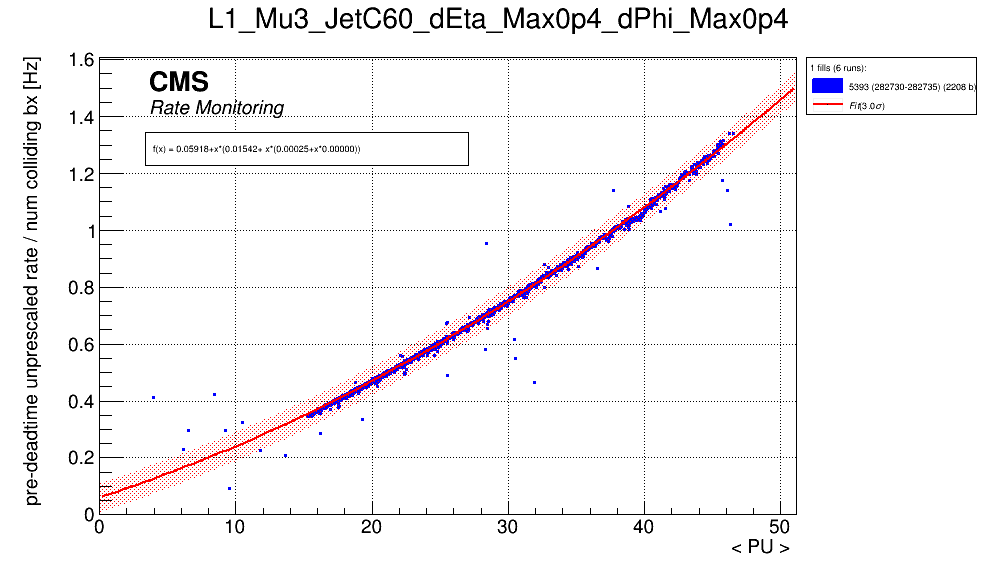 L1_Mu3_JetC60_dEta_Max0p4_dPhi_Max0p4
pre-deadtime unprescaled rate / num colliding bx [Hz]
1.6
1.4
1.2
1
0.8
0.6
0.4
0.2
0
CMS
Rate Monitoring
f(x) = 0.05918+x*(0.01542+ x*(0.00025+x*0.00000))
0 10 20 30 40 50
< PU >
1 fills (6 runs):
5393 (282730-282735) (2208 b)
Fit(3.0σ)